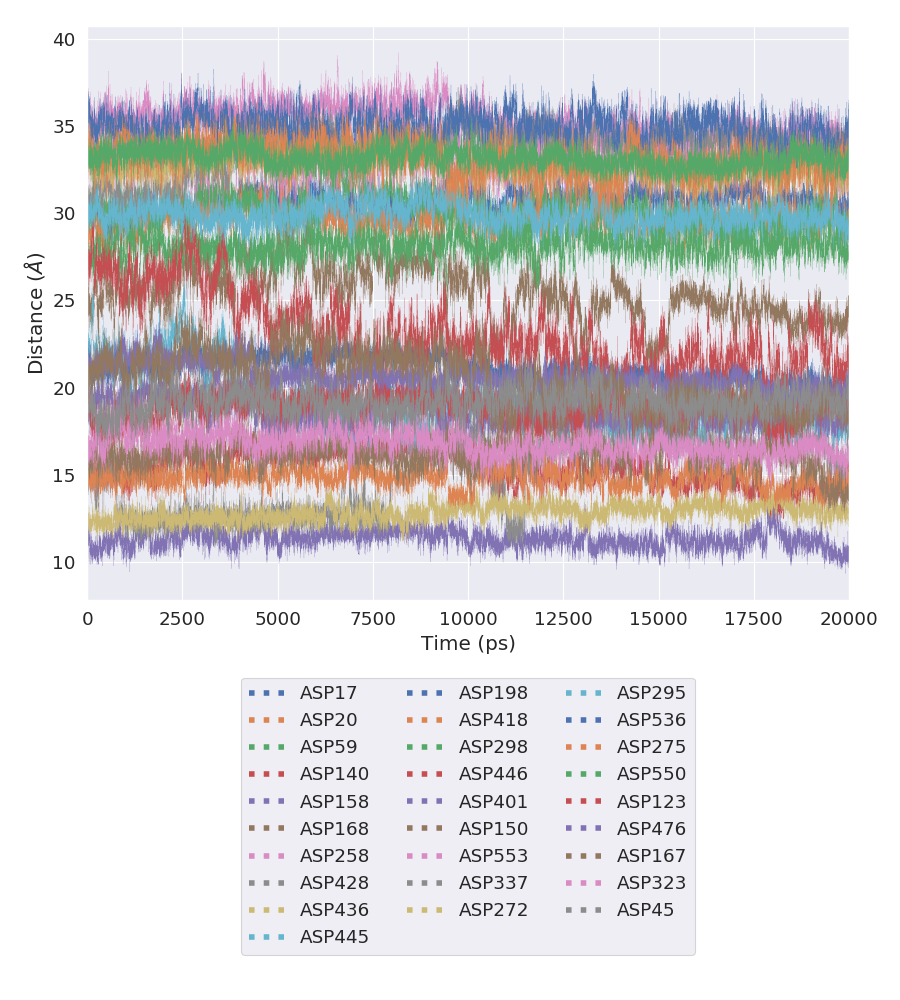 40
35
30
25
20
15
10
Distance (Å)
0 2500 5000 7500 10000 12500 15000 17500 20000
Time (ps)
ASP17 ASP198 ASP295
ASP20 ASP418 ASP536
ASP59 ASP298 ASP275
ASP140 ASP446 ASP550
ASP158 ASP401 ASP123
ASP168 ASP150 ASP476
ASP258 ASP553 ASP167
ASP428 ASP337 ASP323
ASP436 ASP272 ASP45
ASP445